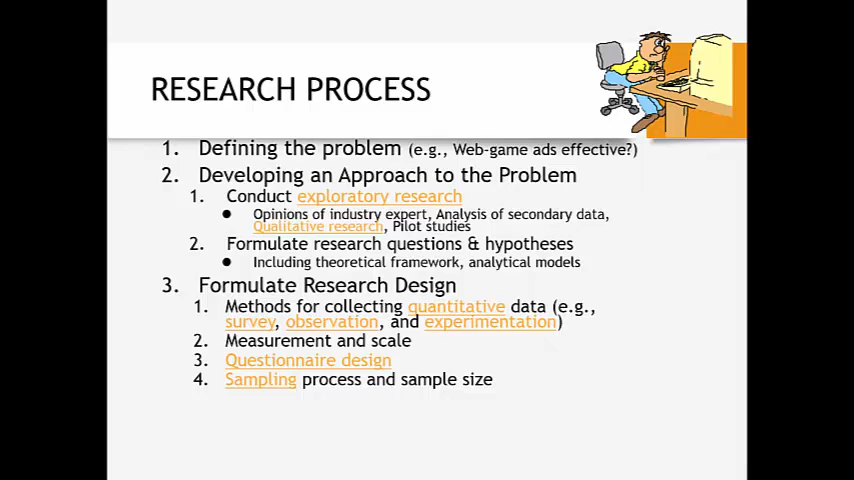 RESEARCH PROCESS
1. Defining the problem (e.g., Web-game ads effective?)
2. Developing an Approach to the Problem
1. Conduct exploratory research
● Opinions of industry expert, Analysis of secondary data,
Qualitative research, Pilot studies
2. Formulate research questions & hypotheses
● Including theoretical framework, analytical models
3. Formulate Research Design
1. Methods for collecting quantitative data (e.g.,
survey, observation, and experimentation)
2. Measurement and scale
3. Questionnaire design
4. Sampling process and sample size